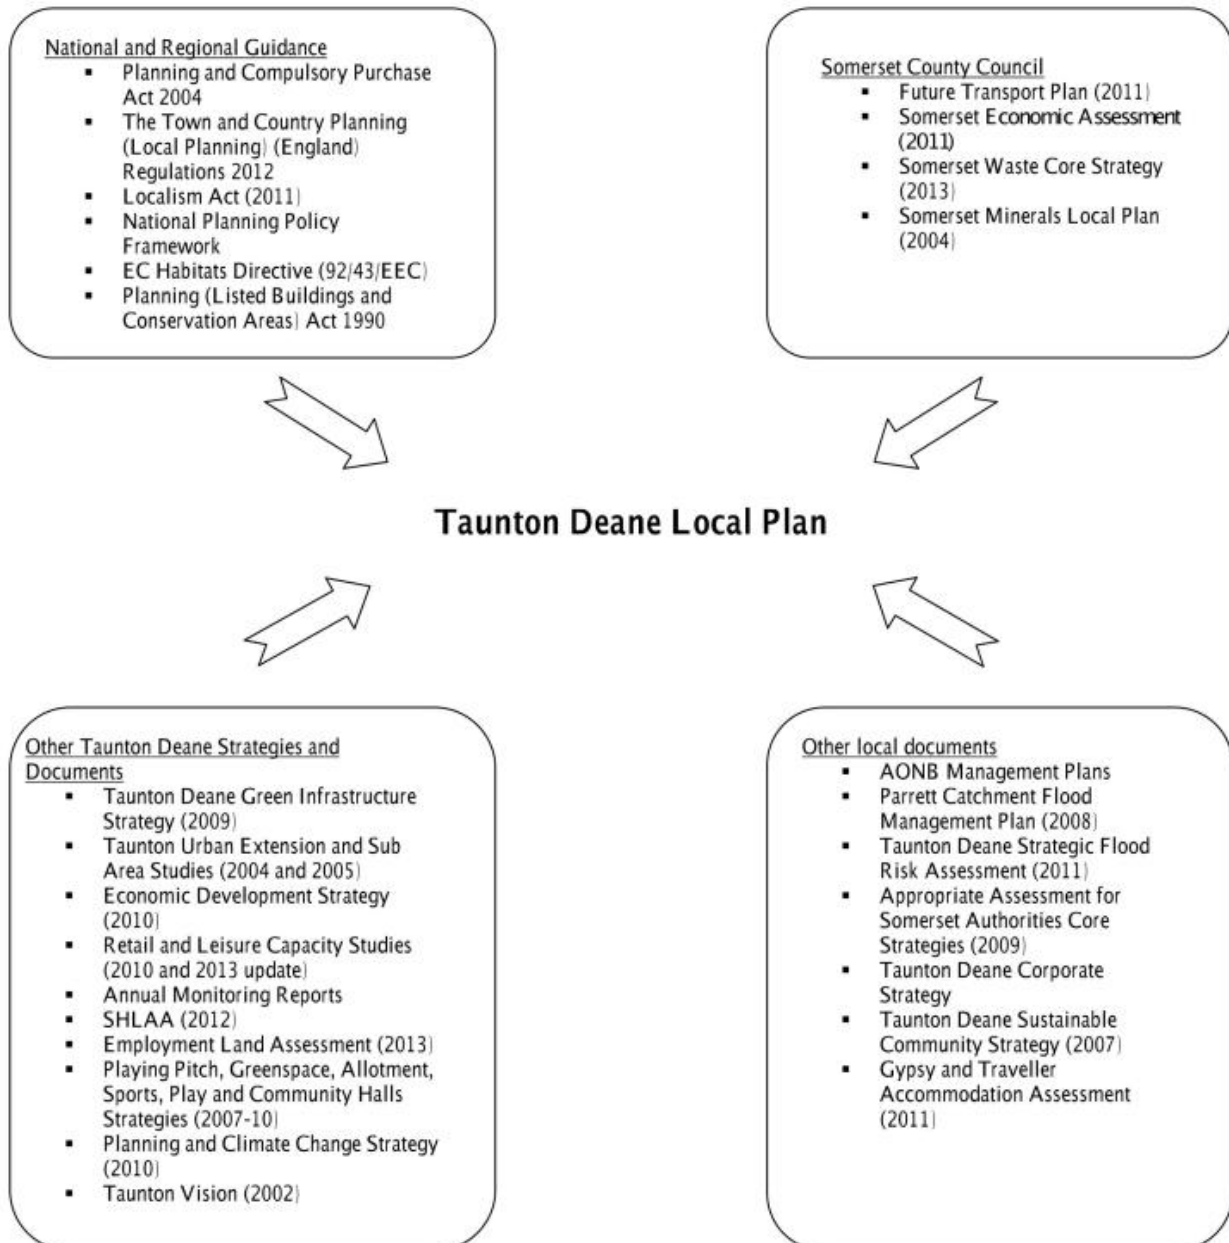 National and Regional Guidance
▪ Planning and Compulsory Purchase
Act 2004
▪ The Town and Country Planning
(Local Planning) (England)
Regulations 2012
▪ Localism Act (2011)
▪ National Planning Policy
Framework
▪ EC Habitats Directive (92/43/EEC)
▪ Planning (Listed Buildings and
Conservation Areas) Act 1990
Somerset County Council
▪ Future Transport Plan (2011)
▪ Somerset Economic Assessment
(2011)
▪ Somerset Waste Core Strategy
(2013)
▪ Somerset Minerals Local Plan
(2004)
Taunton Deane Local Plan
Other Taunton Deane Strategies and
Documents
▪ Taunton Deane Green Infrastructure
Strategy (2009)
▪ Taunton Urban Extension and Sub
Area Studies (2004 and 2005)
▪ Economic Development Strategy
(2010)
▪ Retail and Leisure Capacity Studies
(2010 and 2013 update)
▪ Annual Monitoring Reports
▪ SHLAA (2012)
▪ Employment Land Assessment (2013)
▪ Playing Pitch, Greenspace, Allotment,
Sports, Play and Community Halls
Strategies (2007-10)
▪ Planning and Climate Change Strategy
(2010)
▪ Taunton Vision (2002)
Other local documents
▪ AONB Management Plans
▪ Parrett Catchment Flood
Management Plan (2008)
▪ Taunton Deane Strategic Flood
Risk Assessment (2011)
▪ Appropriate Assessment for
Somerset Authorities Core
Strategies (2009)
▪ Taunton Deane Corporate
Strategy
▪ Taunton Deane Sustainable
Community Strategy (2007)
▪ Gypsy and Traveller
Accommodation Assessment
(2011)